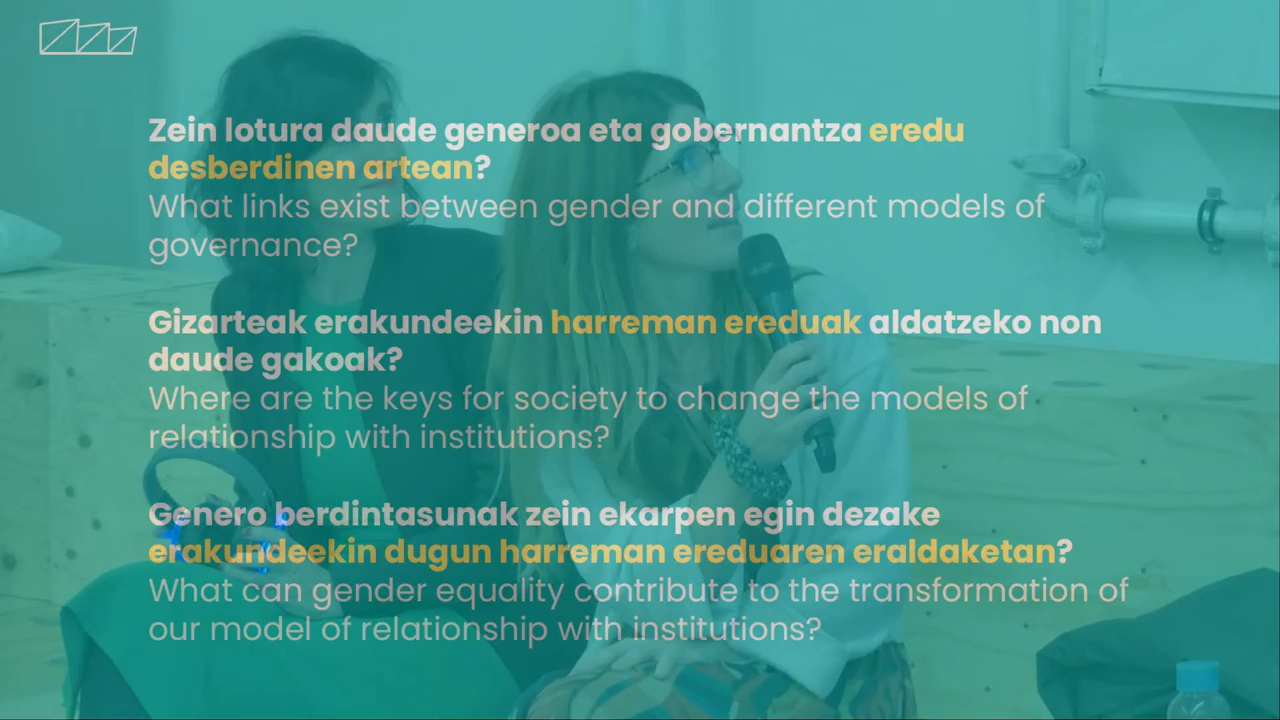 Zein lotura daude generoa eta gobernantza eredu
desberdinen artean?
What links exist between gender and different models of
governance?
Gizarteak erakundeekin harreman ereduak aldatzeko non
daude gakoak?
Where are the keys for society to change the models of
relationship with institutions?
Genero berdintasunak zein ekarpen egin dezake
erakundeekin dugun harreman ereduaren eraldaketan?
What can gender equality contribute to the transformation of
our model of relationship with institutions?